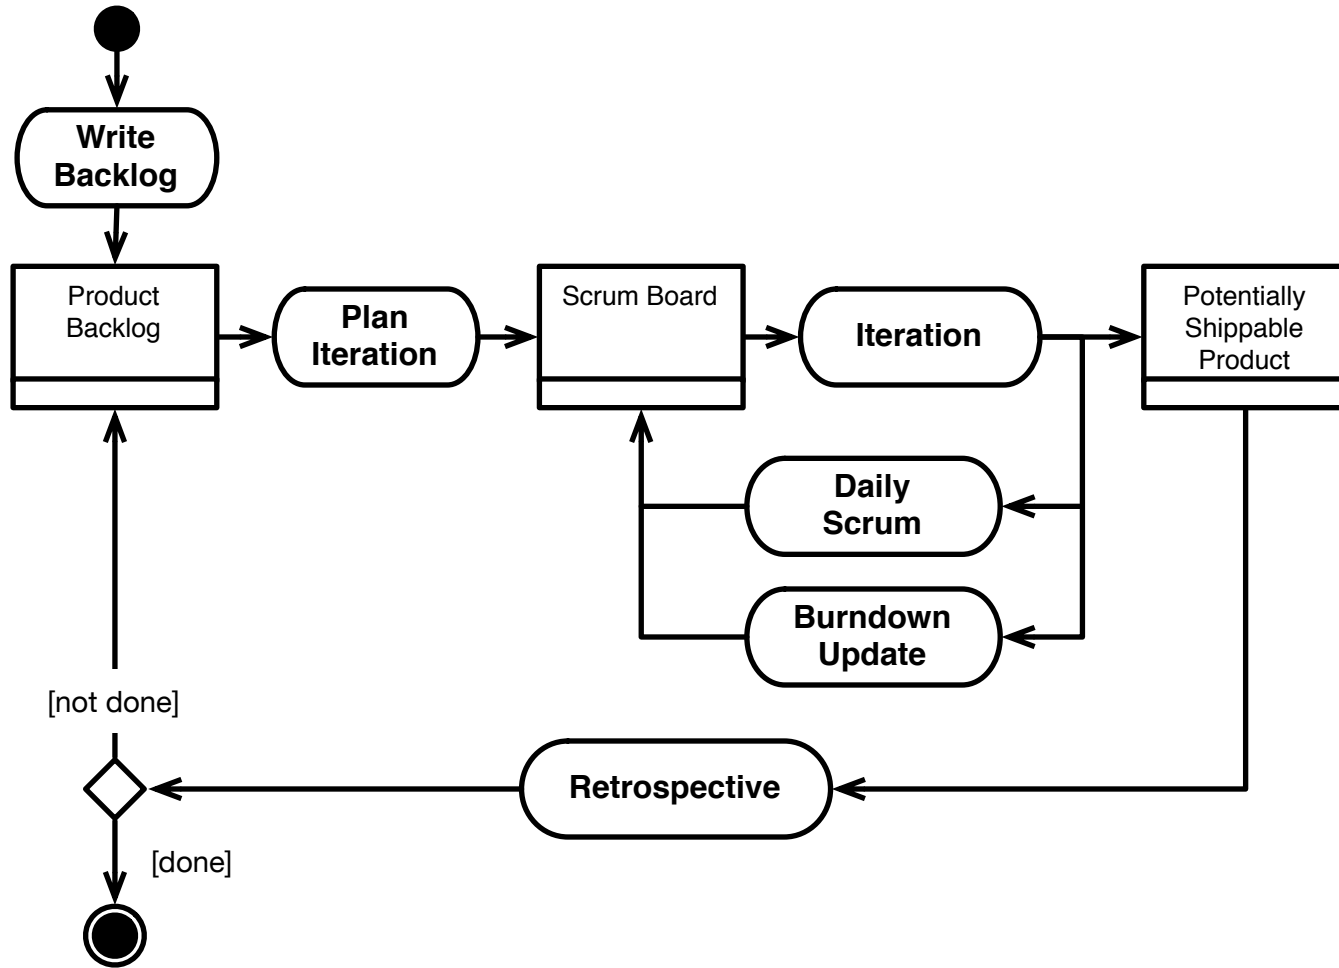 Write
Backlog
Product
Backlog
Plan
Iteration
Scrum Board
Iteration
Potentially
Shippable
Product
Daily
Scrum
Burndown
Update
[not done]
Retrospective
[done]